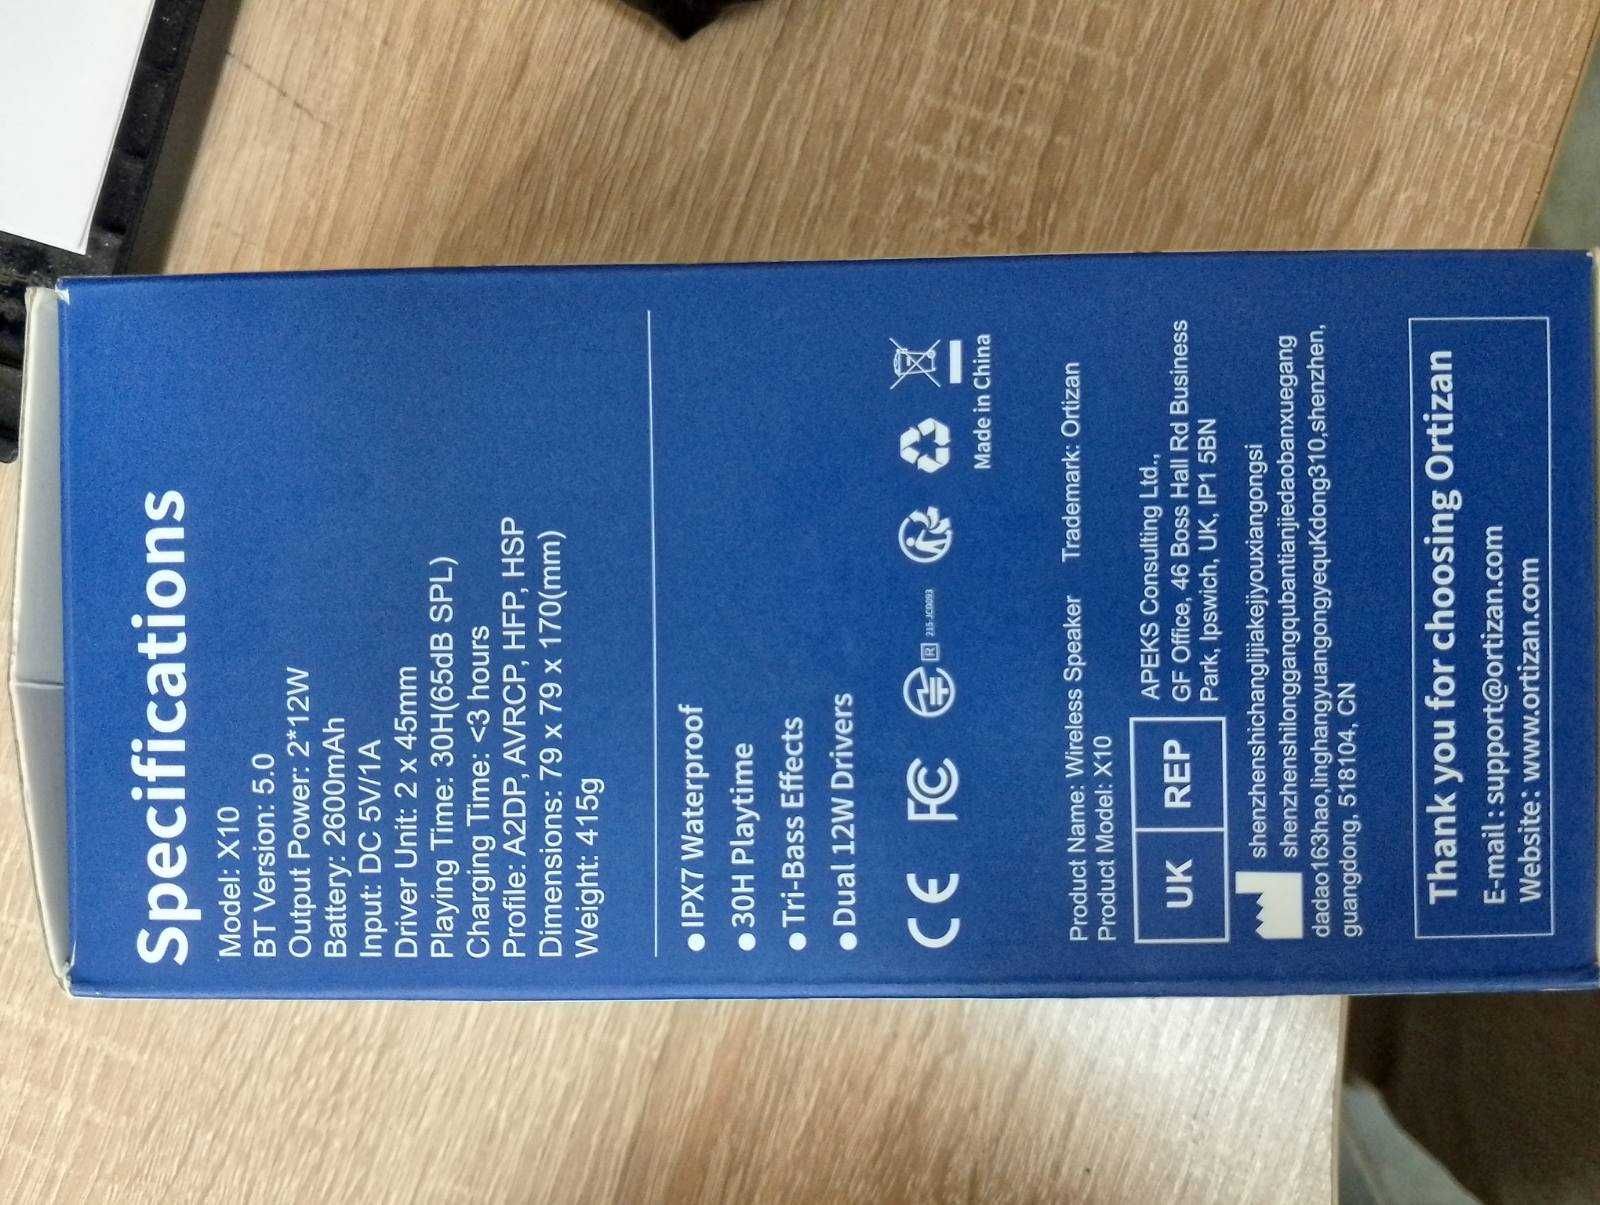 Specifications
Model: X10
BT Version: 5.0
Output Power: 2*12W
Battery: 2600mAh
Input: DC 5V/1A
Driver Unit: 2 x 45mm
Playing Time: 30H(65dB SPL)
Charging Time: <3 hours
Profile: A2DP, AVRCP, HFP, HSP
Dimensions: 79 x 79 x 170(mm)
Weight: 415g
●IPX7 Waterproof
●30H Playtime
●Tri-Bass Effects
●Dual 12W Drivers
CE FC R 215-JC0093
Made in China
Product Name: Wireless Speaker Trademark: Ortizan
Product Model: X10
UK REP
APEKS Consulting Ltd.,
GF Office, 46 Boss Hall Rd Business
Park, Ipswich, UK, IP1 5BN
shenzhenshichanglijiakejiyouxiangongsi
shenzhenshilonggangqubantianjiedaobanxuegang
dadao163hao,linghangyuangongyequKdong310,shenzhen,
guangdong, 518104, CN
Thank you for choosing Ortizan
E-mail : support@ortizan.com
Website : www.ortizan.com